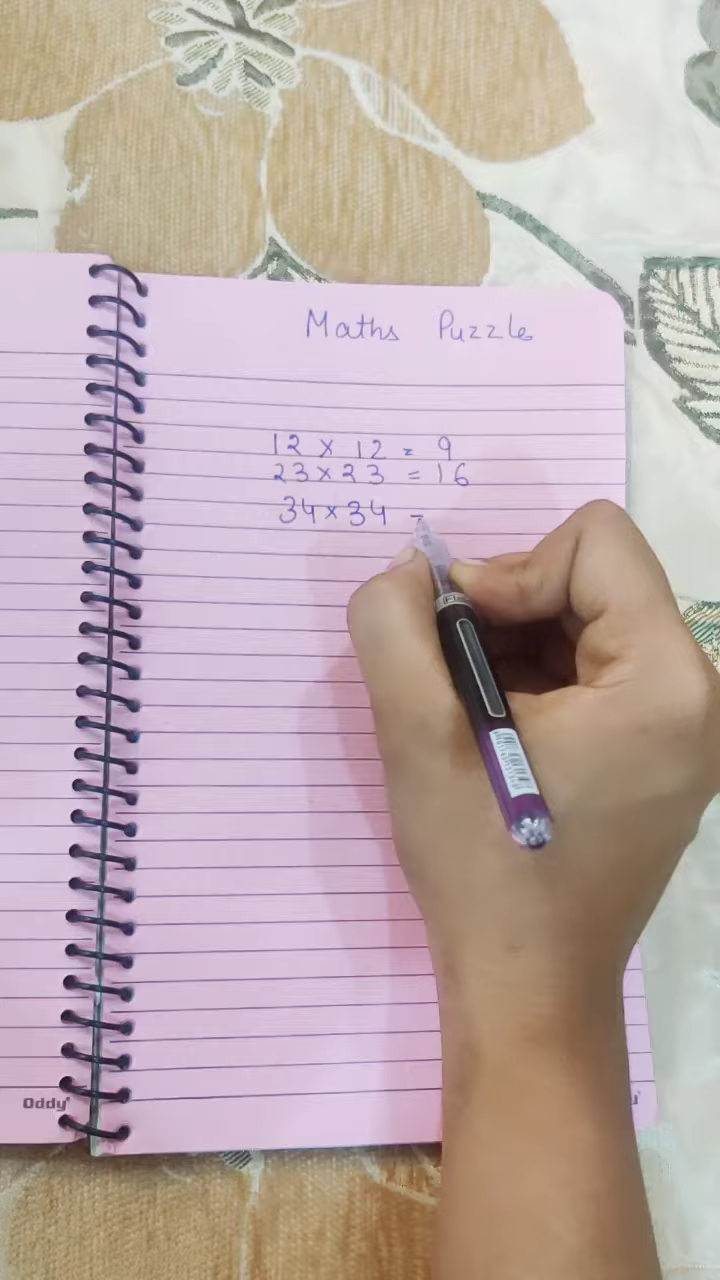 Maths Puzzle
12 × 12 = 9
23 × 23 = 16
34 × 34 =
Oddy